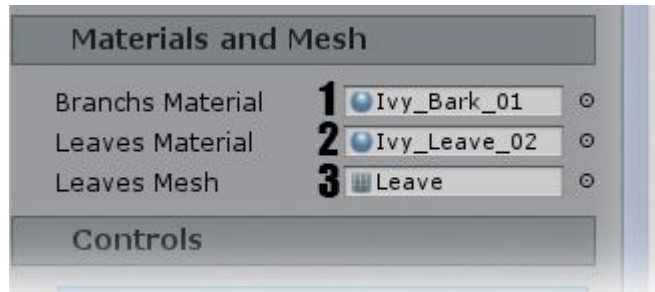 Materials and Mesh
Branchs Material 1 Ivy_Bark_01
Leaves Material 2 Ivy_Leave_02
Leaves Mesh 3 Leave
Controls